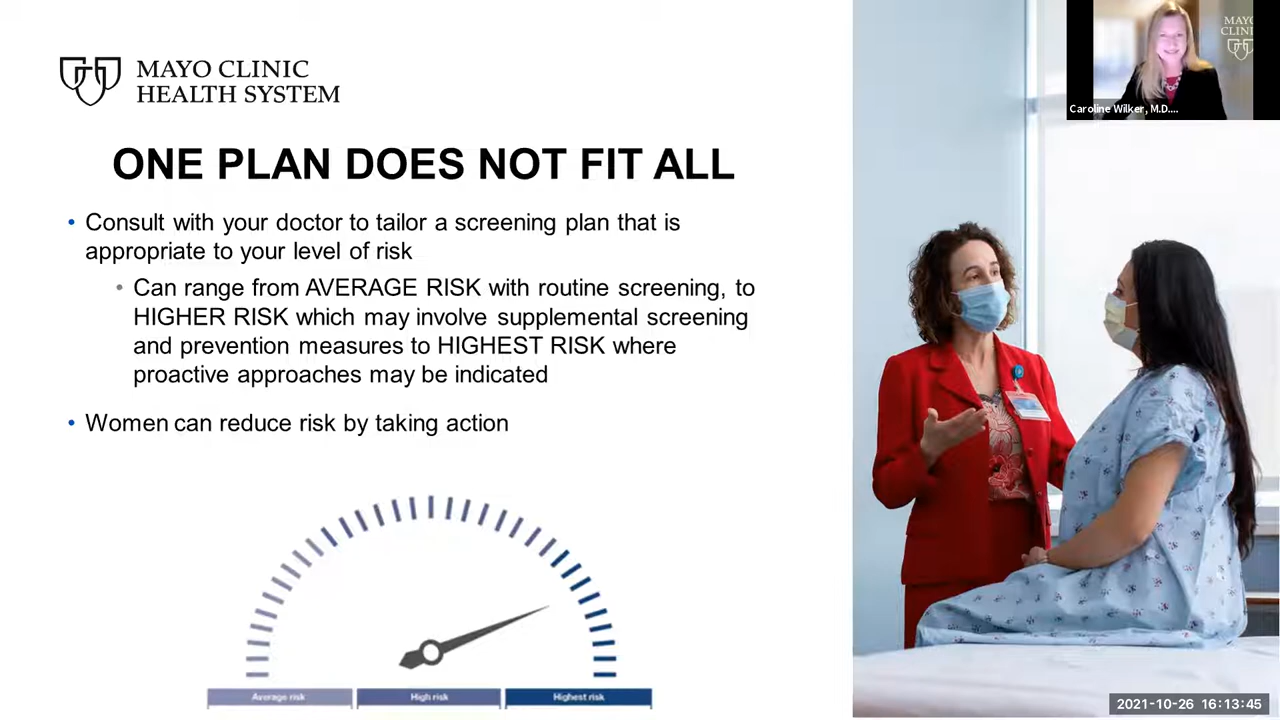 MAYO CLINIC
HEALTH SYSTEM
ONE PLAN DOES NOT FIT ALL
• Consult with your doctor to tailor a screening plan that is
appropriate to your level of risk
• Can range from AVERAGE RISK with routine screening, to
HIGHER RISK which may involve supplemental screening
and prevention measures to HIGHEST RISK where
proactive approaches may be indicated
• Women can reduce risk by taking action
Average risk
High risk
Highest risk
MAYO
CLINI
Caroline Wilker, M.D....
2021-10-26 16:13:45